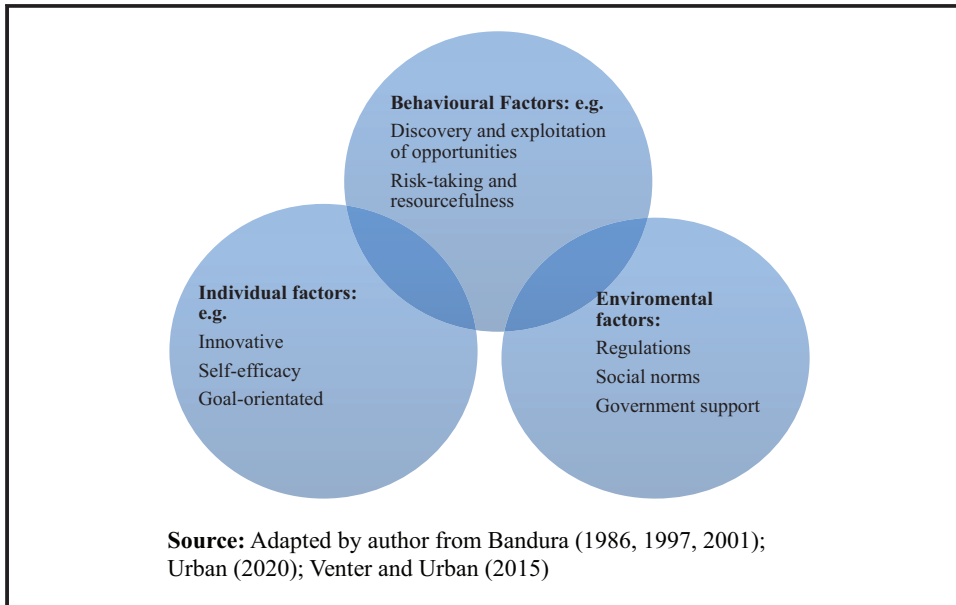 Behavioural Factors: e.g.
Discovery and exploitation
of opportunities
Risk-taking and
resourcefulness
Individual factors:
e.g.
Innovative
Self-efficacy
Goal-orientated
Enviromental
factors:
Regulations
Social norms
Government support
Source: Adapted by author from Bandura (1986, 1997, 2001);
Urban (2020); Venter and Urban (2015)